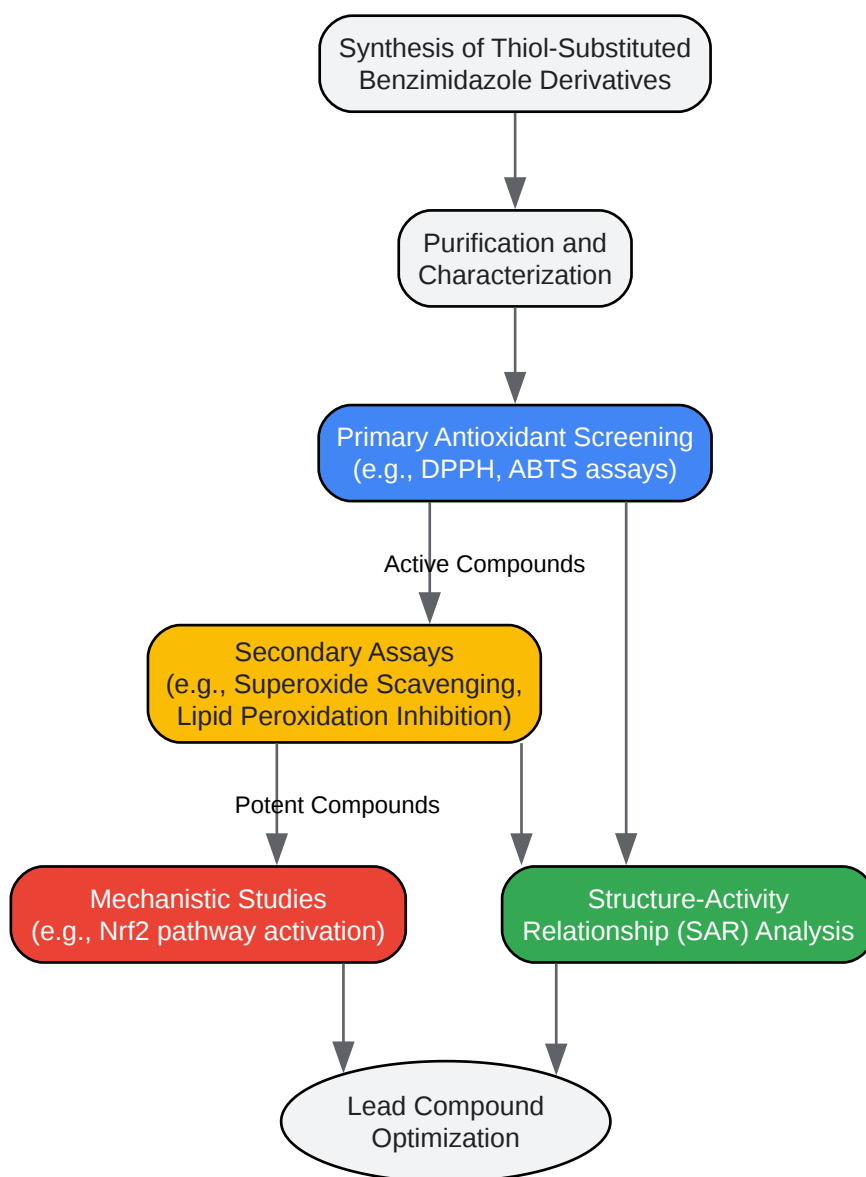 Synthesis of Thiol-Substituted
Benzimidazole Derivatives
Purification and
Characterization
Primary Antioxidant Screening
(e.g., DPPH, ABTS assays)
Active Compounds
Secondary Assays
(e.g., Superoxide Scavenging,
Lipid Peroxidation Inhibition)
Potent Compounds
Mechanistic Studies
(e.g., Nrf2 pathway activation)
Structure-Activity
Relationship (SAR) Analysis
Lead Compound
Optimization